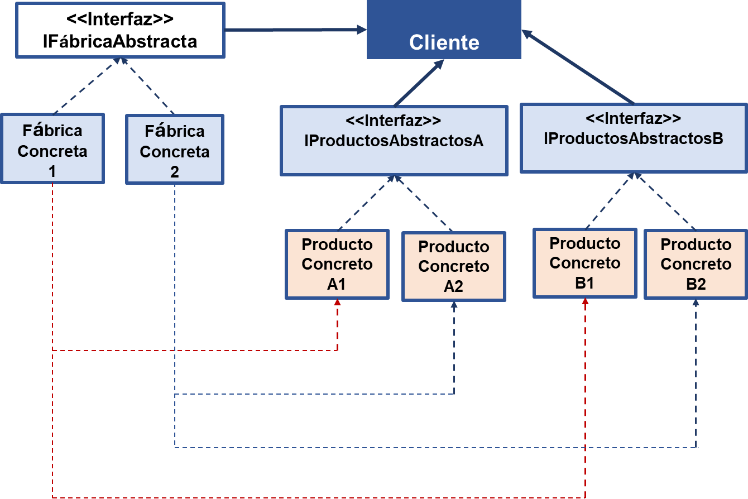 <<Interfaz>>
IFábricaAbstracta
Cliente
<<Interfaz>>
IProductosAbstractosA
<<Interfaz>>
IProductosAbstractosB
Fábrica
Concreta
1
Fábrica
Concreta
2
Producto
Concreto
A1
Producto
Concreto
A2
Producto
Concreto
B1
Producto
Concreto
B2